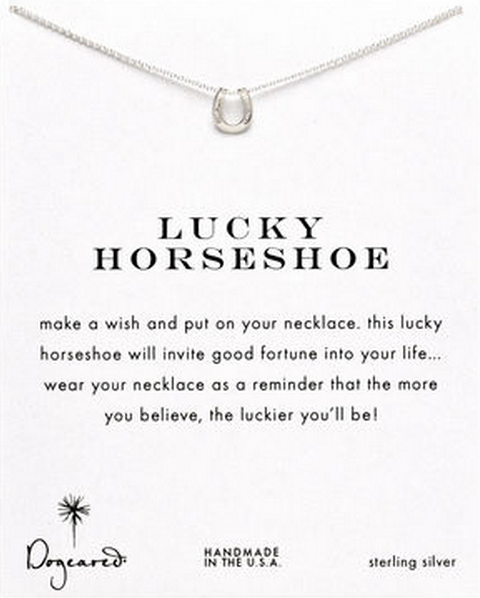 LUCKY
HORSESHOE
make a wish and put on your necklace. this lucky
horseshoe will invite good fortune into your life...
wear your necklace as a reminder that the more
you believe, the luckier you'll be!
Dogeared
HANDMADE
IN THE U.S.A.
sterling silver